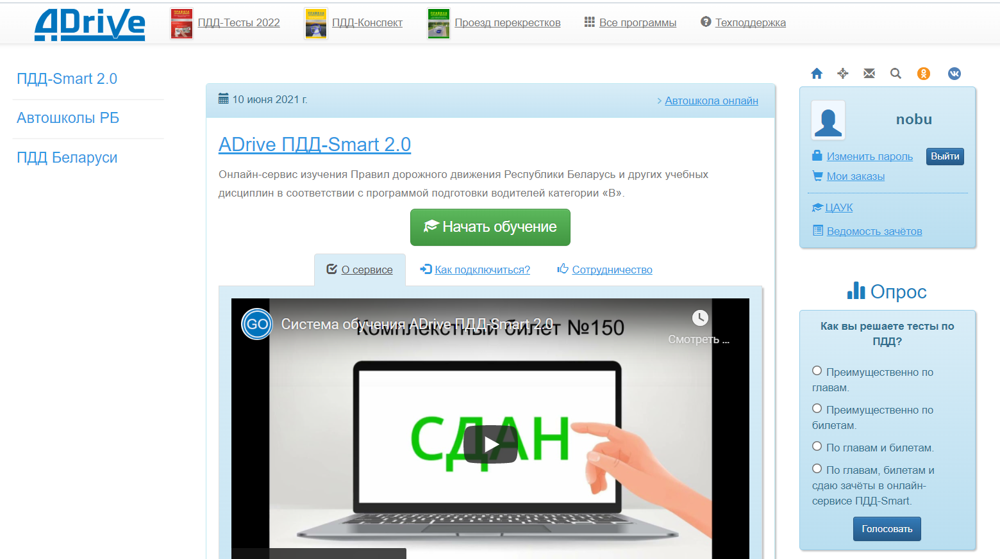 ADrive
ПДД-Тесты 2022
ПДД-Конспект
Проезд перекрестков
Все программы
Техподдержка
ПДД-Smart 2.0
Автошколы РБ
ПДД Беларуси
10 июня 2021 г.
> Автошкола онлайн
ADrive ПДД-Smart 2.0
Онлайн-сервис изучения Правил дорожного движения Республики Беларусь и других учебных
дисциплин в соответствии с программой подготовки водителей категории «В».
Начать обучение
О сервисе
Как подключиться?
Сотрудничество
GO
Система обучения ADrive ПДД-Smart 2.0
Комплекстный билет №150
Смотреть ...
СДАН
nobu
Изменить пароль
Выйти
Мои заказы
ЦАУК
Ведомость зачётов
Опрос
Как вы решаете тесты по
ПДД?
Преимущественно по
главам.
Преимущественно по
билетам.
По главам и билетам.
По главам, билетам и
сдаю зачёты в онлайн-
сервисе ПДД-Smart.
Голосовать